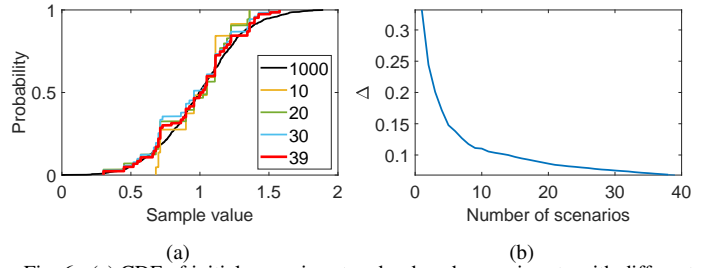 1
0.5
0
Probability
0 0.5 1 1.5 2
Sample value
1000
10
20
30
39
(a)
0.3
0.25
0.2
0.15
0.1
Δ
0 10 20 30 40
Number of scenarios
(b)